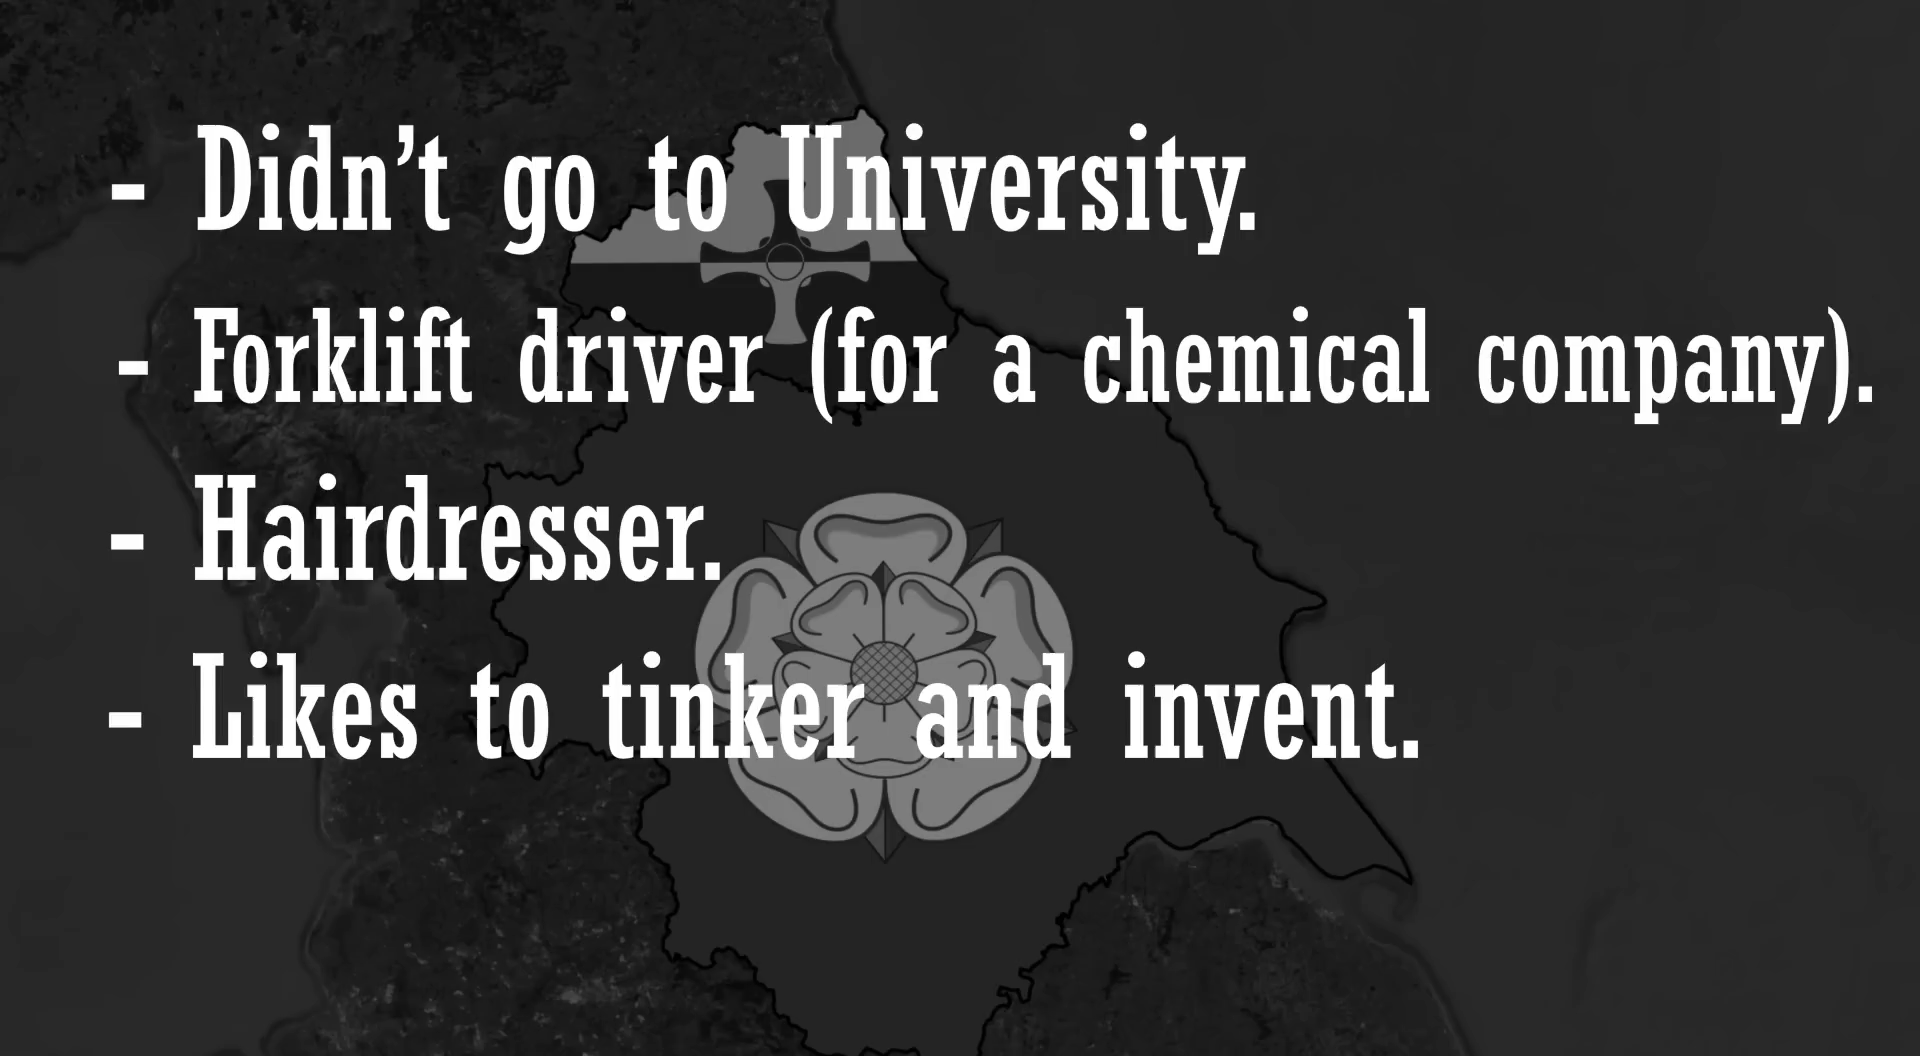 - Didn't go to University.
- Forklift driver (for a chemical company).
- Hairdresser.
- Likes to tinker and invent.